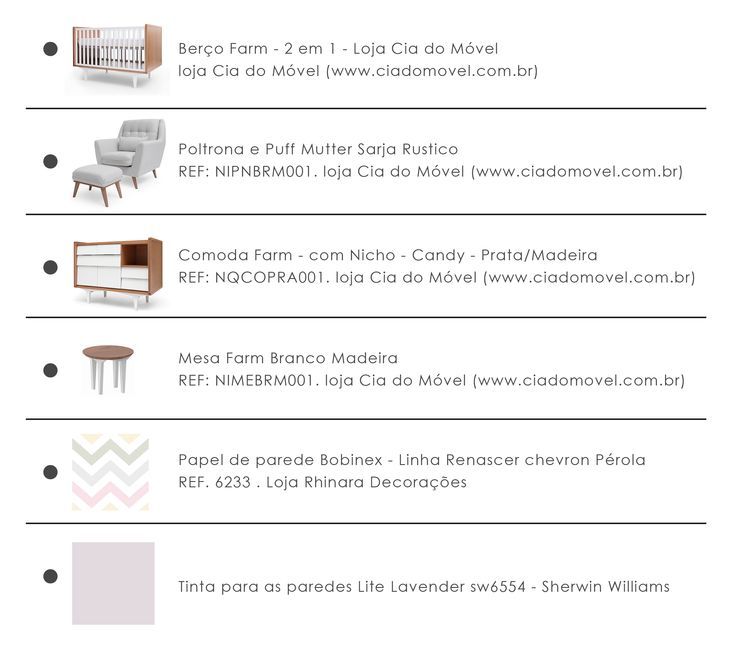 Berço Farm - 2 em 1 - Loja Cia do Móvel
loja Cia do Móvel (www.ciadomovel.com.br)
Poltrona e Puff Mutter Sarja Rustico
REF: NIPNBRM001. loja Cia do Móvel (www.ciadomovel.com.br)
Comoda Farm - com Nicho - Candy - Prata/Madeira
REF: NQCOPRA001. loja Cia do Móvel (www.ciadomovel.com.br)
Mesa Farm Branco Madeira
REF: NIMEBRM001. loja Cia do Móvel (www.ciadomovel.com.br)
Papel de parede Bobinex - Linha Renascer chevron Pérola
REF. 6233 . Loja Rhinara Decorações
Tinta para as paredes Lite Lavender sw6554 - Sherwin Williams